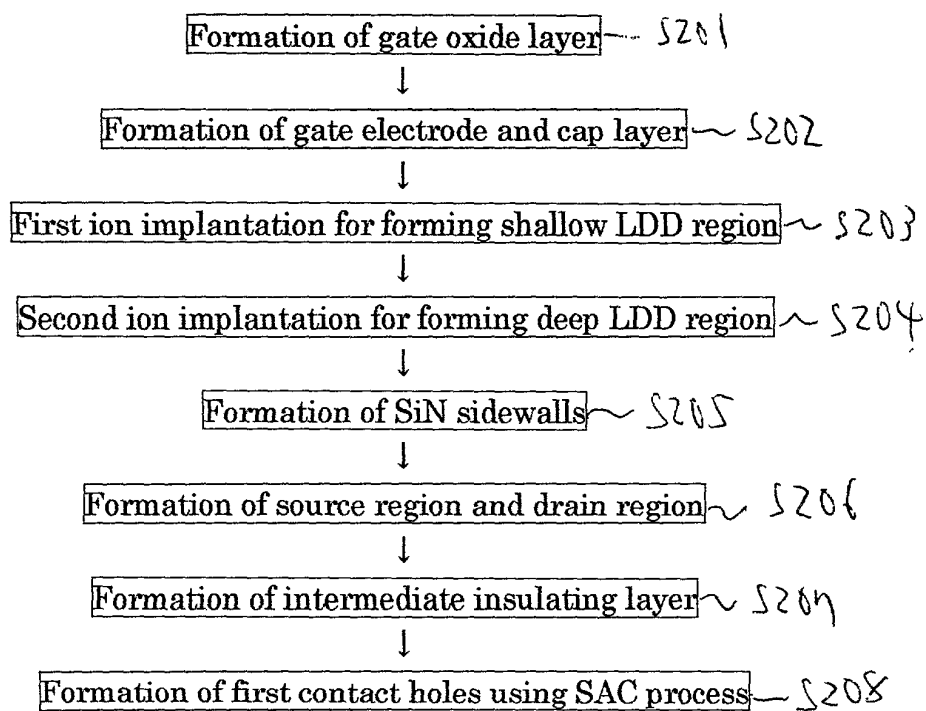 Formation of gate oxide layer S201
↓
Formation of gate electrode and cap layer S202
↓
First ion implantation for forming shallow LDD region S203
↓
Second ion implantation for forming deep LDD region S204
↓
Formation of SiN sidewalls S205
↓
Formation of source region and drain region S206
↓
Formation of intermediate insulating layer S207
↓
Formation of first contact holes using SAC process S208